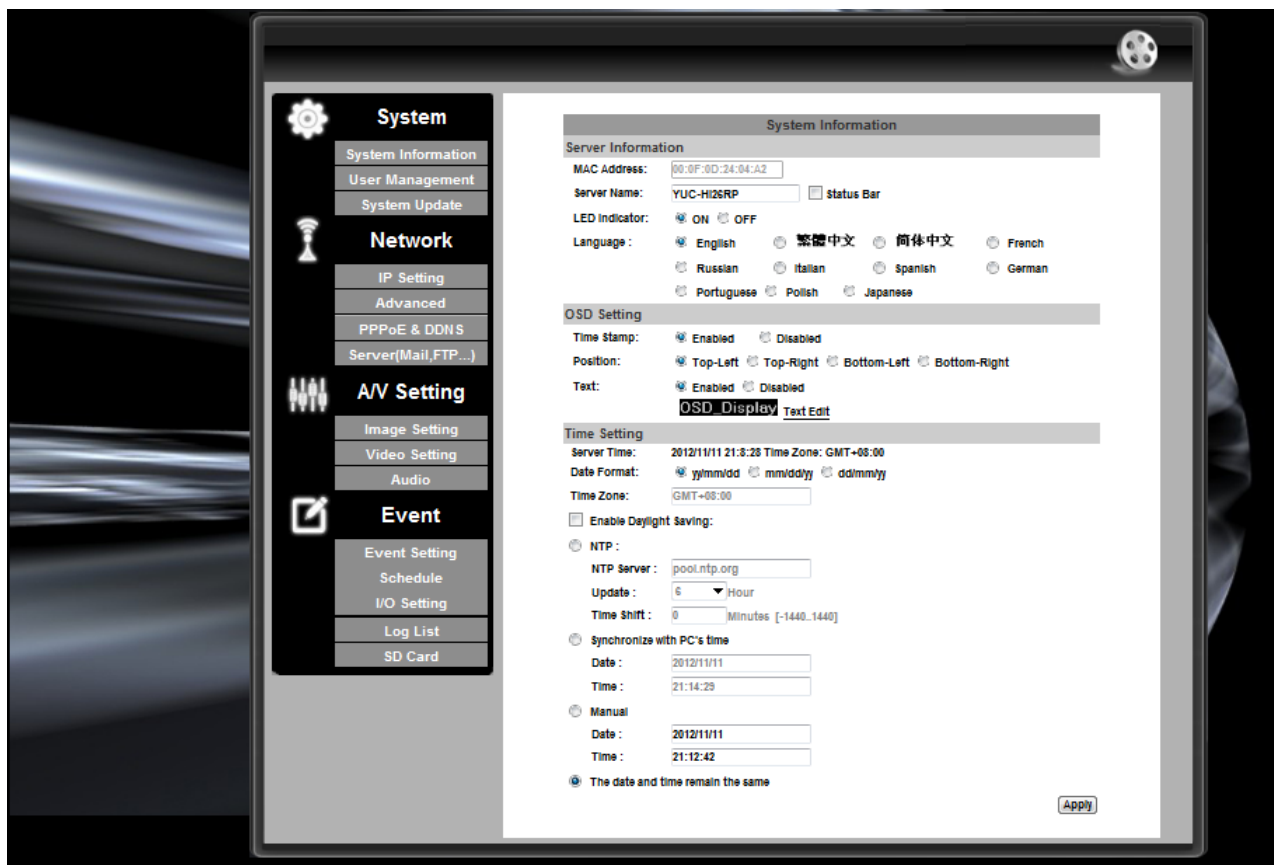 System
System Information
User Management
System Update
Network
IP Setting
Advanced
PPPoE & DDNS
Server(Mail,FTP...)
A/V Setting
Image Setting
Video Setting
Audio
Event
Event Setting
Schedule
I/O Setting
Log List
SD Card
System Information
Server Information
MAC Address: 00:0F:0D:24:04:A2
Server Name: YUC-HI26RP Status Bar
LED Indicator: ON OFF
Language : English 繁體中文 简体中文 French
Russian Italian Spanish German
Portuguese Polish Japanese
OSD Setting
Time Stamp: Enabled Disabled
Position: Top-Left Top-Right Bottom-Left Bottom-Right
Text: Enabled Disabled
OSD_Display Text Edit
Time Setting
Server Time: 2012/11/11 21:8:28 Time Zone: GMT+08:00
Date Format: yy/mm/dd mm/dd/yy dd/mm/yy
Time Zone: GMT+08:00
Enable Daylight Saving:
NTP :
NTP Server : pool.ntp.org
Update : 6 Hour
Time Shift : 0 Minutes [-1440..1440]
Synchronize with PC's time
Date : 2012/11/11
Time : 21:14:29
Manual
Date : 2012/11/11
Time : 21:12:42
The date and time remain the same
Apply